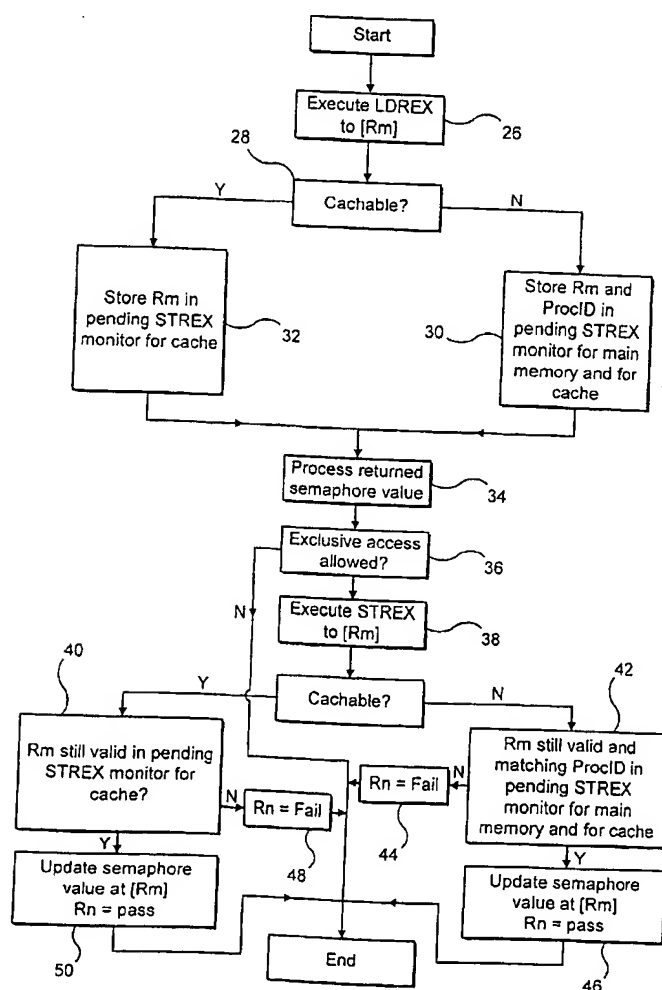 Start
Execute LDREX
to [Rm]
26
28
Cachable?
Y
N
Store Rm in
pending STREX
monitor for cache
32
Store Rm and
ProcID in
pending STREX
monitor for main
memory and for
cache
30
Process returned
semaphore value
34
Exclusive access
allowed?
36
N
Execute STREX
to [Rm]
38
Cachable?
Y
N
40
Rm still valid in pending
STREX monitor for
cache?
42
Rm still valid and
matching ProcID in
pending STREX
monitor for main
memory and for cache
N
Rn = Fail
48
N
Rn = Fail
44
Y
Update semaphore
value at [Rm]
Rn = pass
50
Y
Update semaphore
value at [Rm]
Rn = pass
46
End